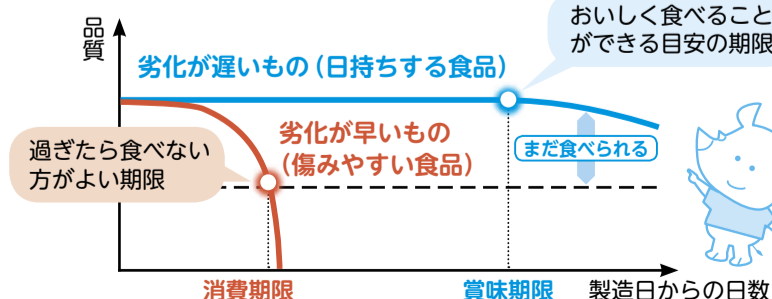 品質
劣化が遅いもの（日持ちする食品）
おいしく食べること
ができる目安の期限
過ぎたら食べない
方がよい期限
劣化が早いもの
（傷みやすい食品）
まだ食べられる
消費期限
賞味期限
製造日からの日数